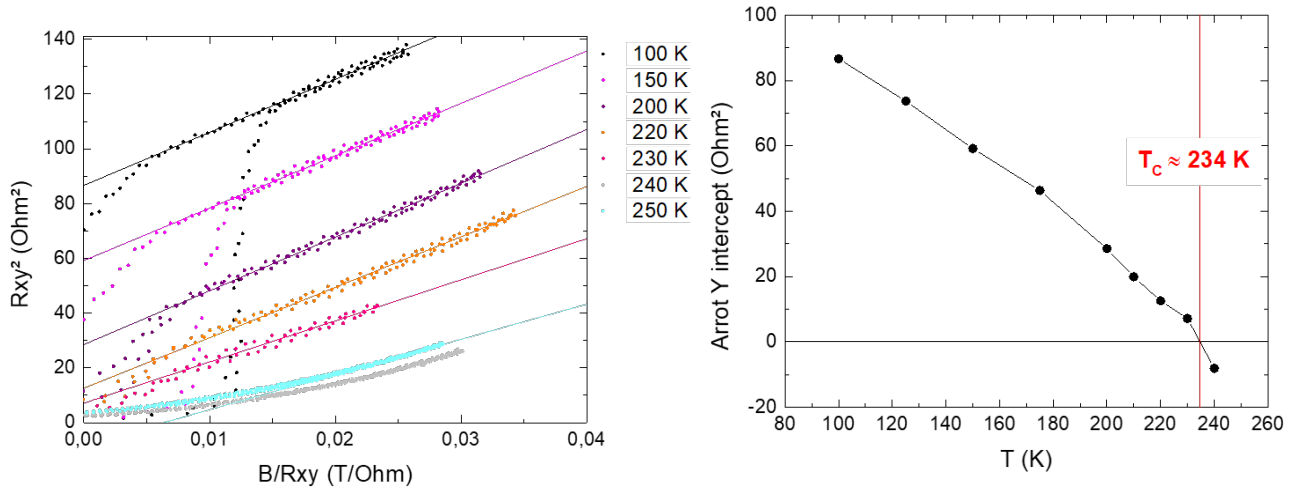 140
120
100
80
60
40
20
0
0,00
0,01
0,02
0,03
0,04
Rxy² (Ohm²)
B/Rxy (T/Ohm)
100 K
150 K
200 K
220 K
230 K
240 K
250 K
100
80
60
40
20
0
-20
80
100
120
140
160
180
200
220
240
260
Arrot Y intercept (Ohm²)
T (K)
T_C ≈ 234 K